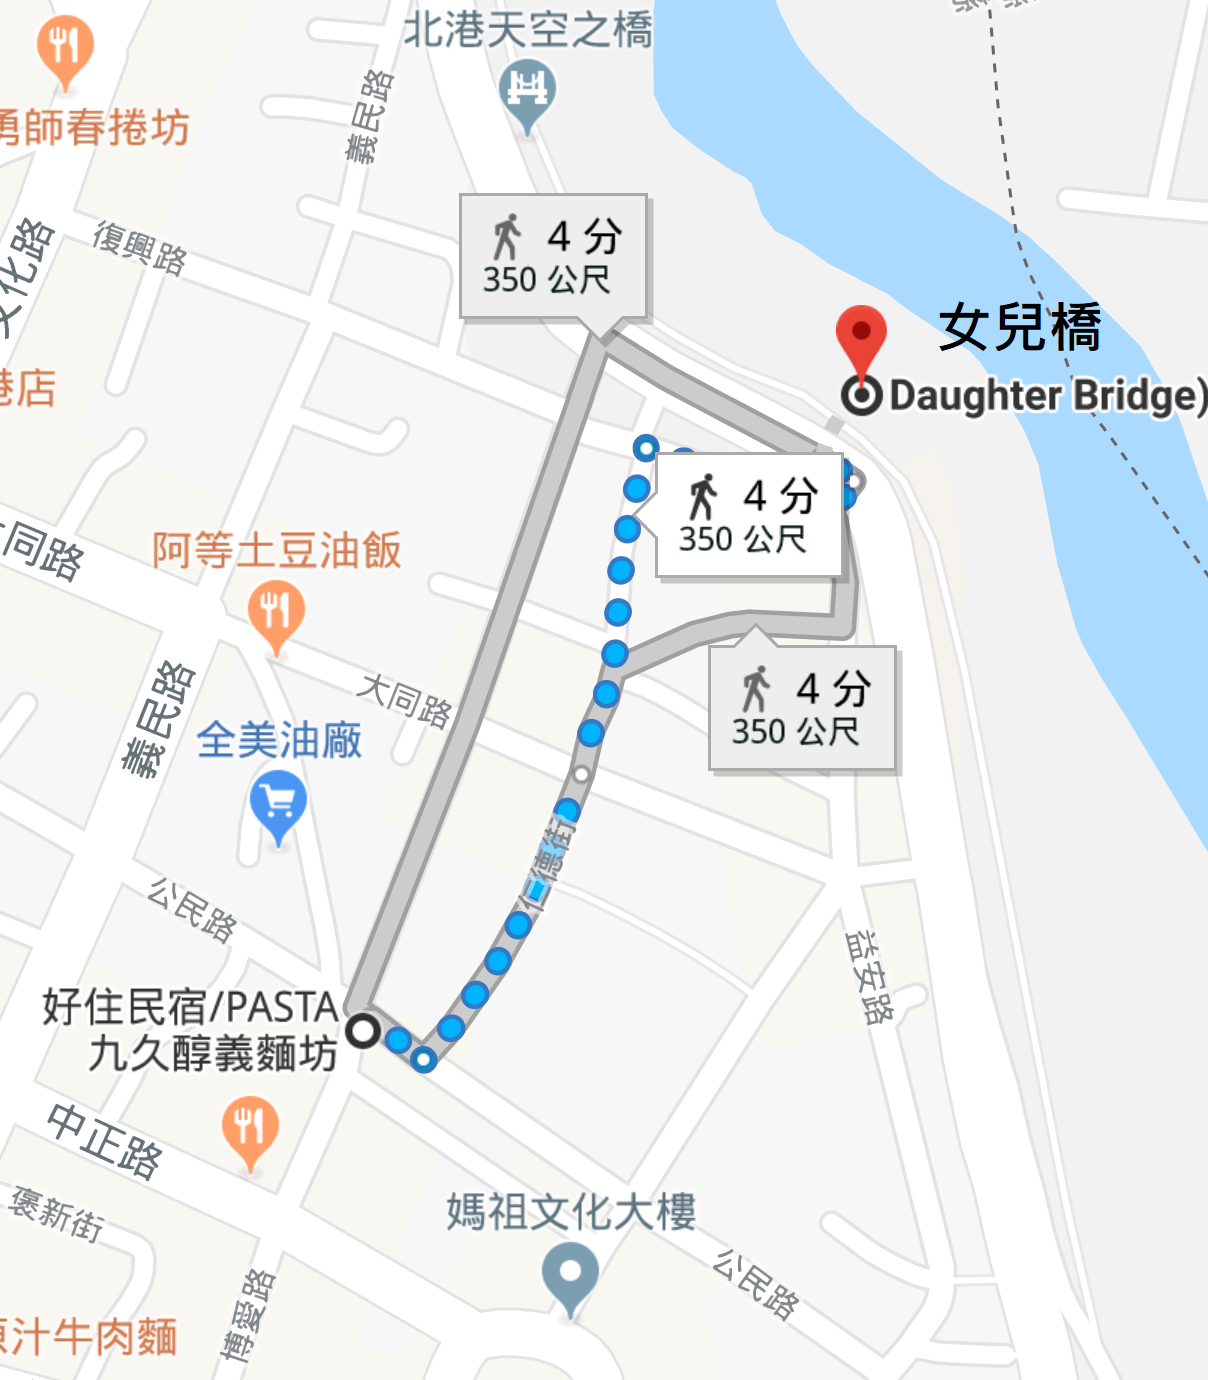 北港天空之橋
勇師春捲坊
義民路
復興路
文化路
4 分
350 公尺
女兒橋
Daughter Bridge)
港店
4 分
350 公尺
大同路
阿等土豆油飯
大同路
4 分
350 公尺
義民路
全美油廠
仁德街
公民路
益安路
好住民宿/PASTA
九久醇義麵坊
中正路
褒新街
媽祖文化大樓
公民路
博愛路
原汁牛肉麵